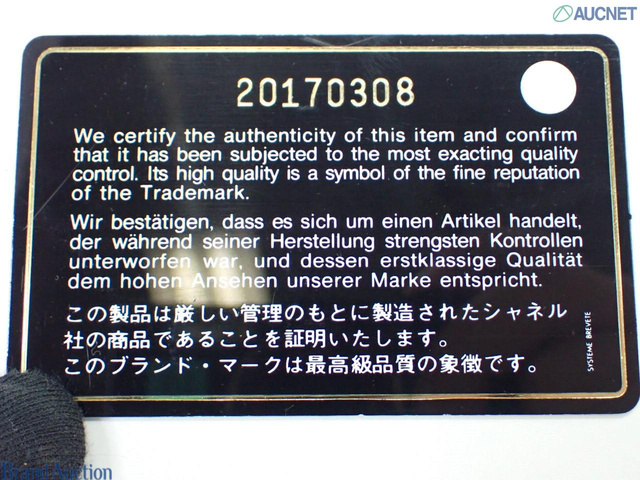 AUCNET
20170308
We certify the authenticity of this item and confirm
that it has been subjected to the most exacting quality
control. Its high quality is a symbol of the fine reputation
of the Trademark.
Wir bestätigen, dass es sich um einen Artikel handelt,
der während seiner Herstellung strengsten Kontrollen
unterworfen war, und dessen erstklassige Qualität
dem hohen Ansehen unserer Marke entspricht.
この製品は厳しい管理のもとに製造されたシャネル
社の商品であることを証明いたします。
このブランド・マークは最高級品質の象徴です。
SYSTEME BREVETE
Brand Auction